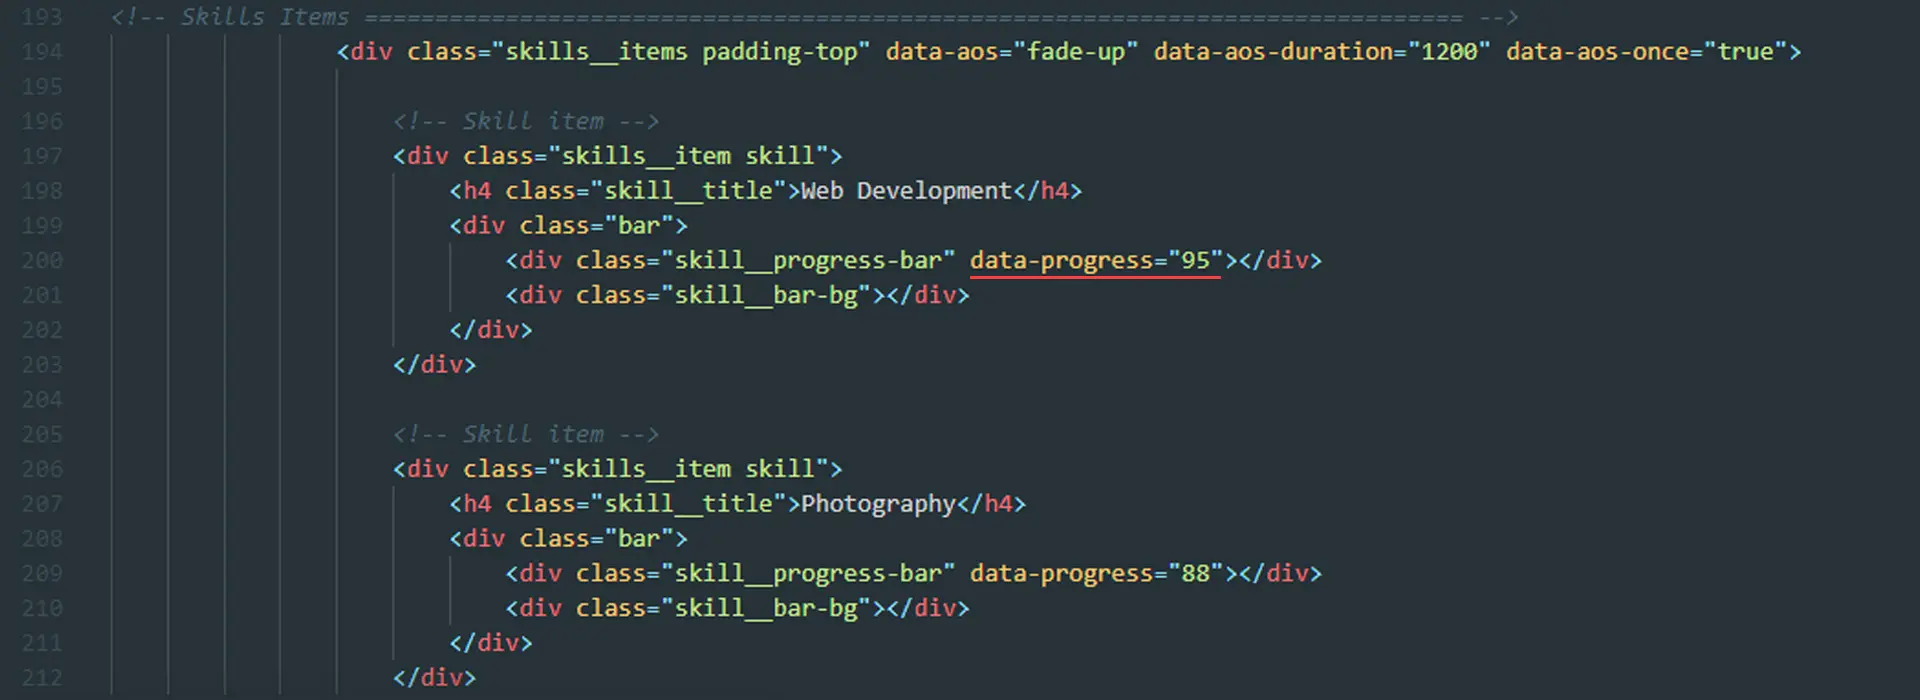 193 <!-- Skills Items ============================================================================== -->
194 <div class="skills__items padding-top" data-aos="fade-up" data-aos-duration="1200" data-aos-once="true">
195
196 <!-- Skill item -->
197 <div class="skills__item skill">
198 <h4 class="skill__title">Web Development</h4>
199 <div class="bar">
200 <div class="skill__progress-bar" data-progress="95"></div>
201 <div class="skill__bar-bg"></div>
202 </div>
203 </div>
204
205 <!-- Skill item -->
206 <div class="skills__item skill">
207 <h4 class="skill__title">Photography</h4>
208 <div class="bar">
209 <div class="skill__progress-bar" data-progress="88"></div>
210 <div class="skill__bar-bg"></div>
211 </div>
212 </div>